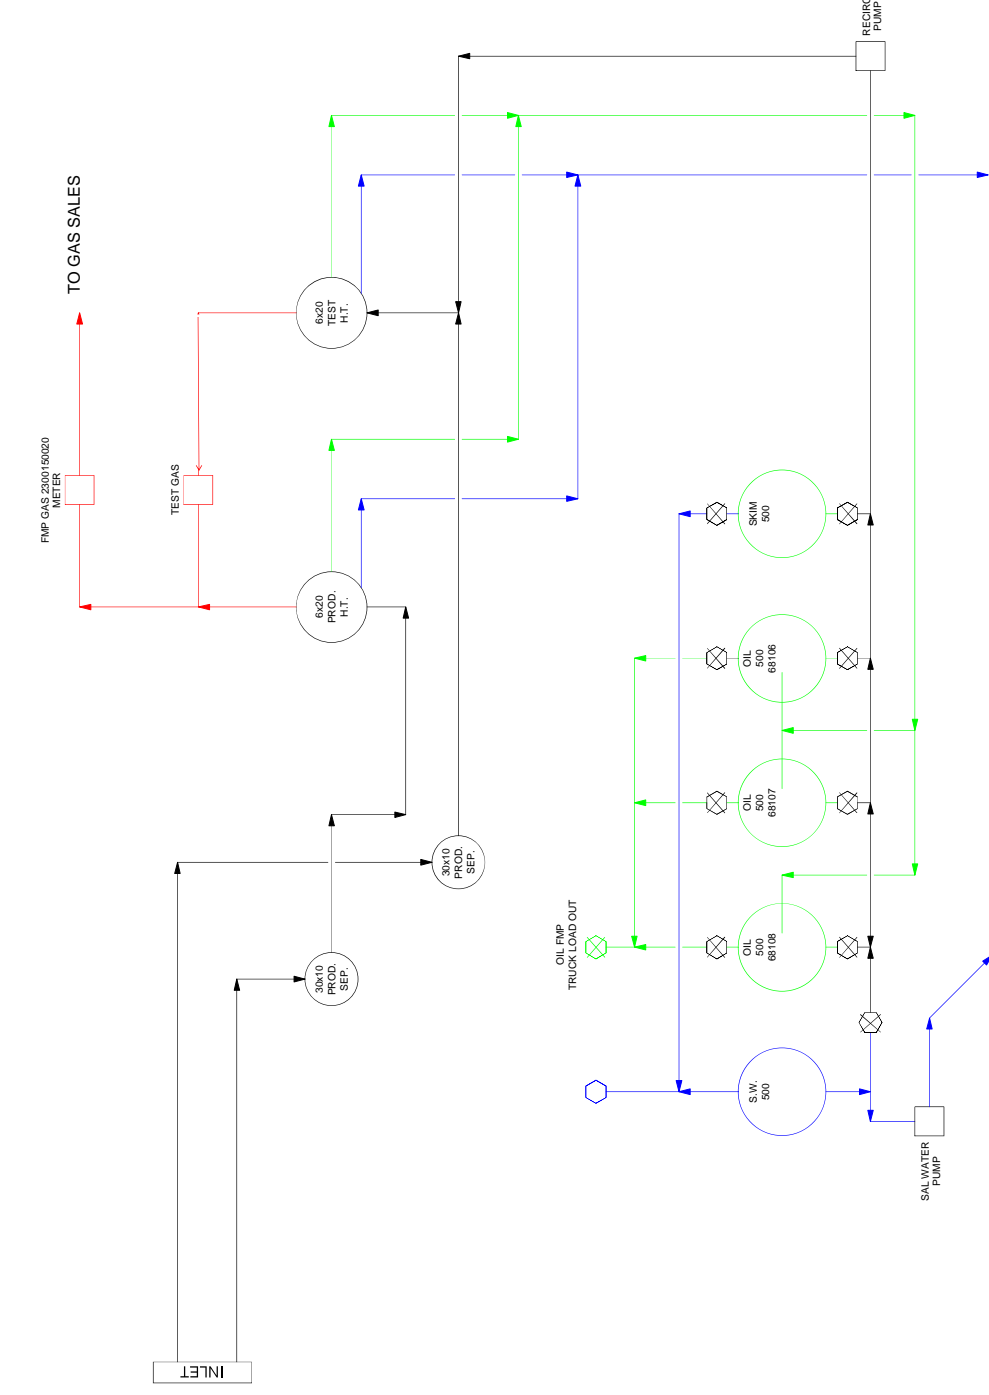 RECIRC
PUMP
TO GAS SALES
FMP GAS 2300150020
METER
TEST GAS
6x20
TEST
H.T.
6x20
PROD.
H.T.
SKIM
500
OIL
500
68106
OIL
500
68107
OIL
500
68108
30x10
PROD.
SEP.
30x10
PROD.
SEP.
OIL FMP
TRUCK LOAD OUT
S.W.
500
SAL WATER
PUMP
INLET